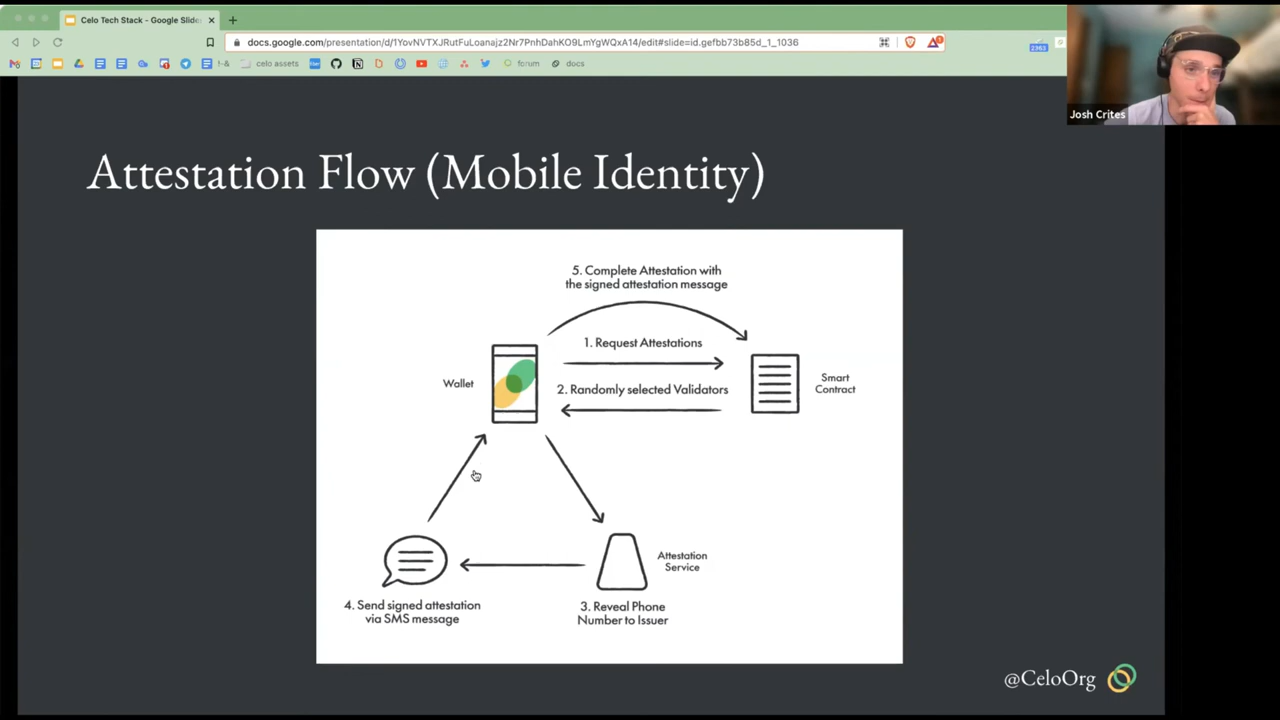 Celo Tech Stack - Google Slide
docs.google.com/presentation/d/1YovNVTXJRutFuLoanajz2Nr7PnhDahKO9LmYgWQxA14/edit#slide=id.gefbb73b85d_1_1036
2363
celo assets
forum
docs
Josh Crites
Attestation Flow (Mobile Identity)
5. Complete Attestation with
the signed attestation message
1. Request Attestations
Wallet
2. Randomly selected Validators
Smart
Contract
Attestation
Service
4. Send signed attestation
via SMS message
3. Reveal Phone
Number to Issuer
@CeloOrg